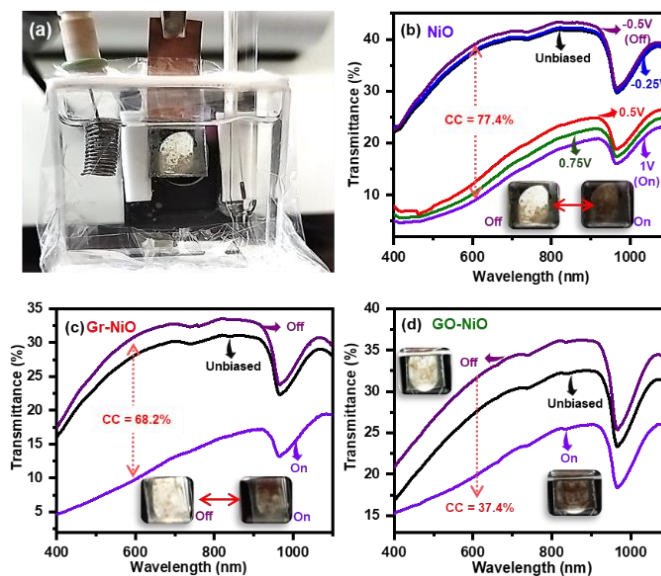 (a)
(b) NiO
-0.5V
(Off)
-0.25V
Unbiased
CC = 77.4%
0.5V
0.75V
1V
(On)
Off
On
Transmittance (%)
40
30
20
10
400
600
800
1000
Wavelength (nm)
(c) Gr-NiO
Off
Unbiased
CC = 68.2%
On
Off
On
Transmittance (%)
35
30
25
20
15
10
5
400
600
800
1000
Wavelength (nm)
(d) GO-NiO
Off
Unbiased
On
CC = 37.4%
Transmittance (%)
40
35
30
25
20
15
400
600
800
1000
Wavelength (nm)